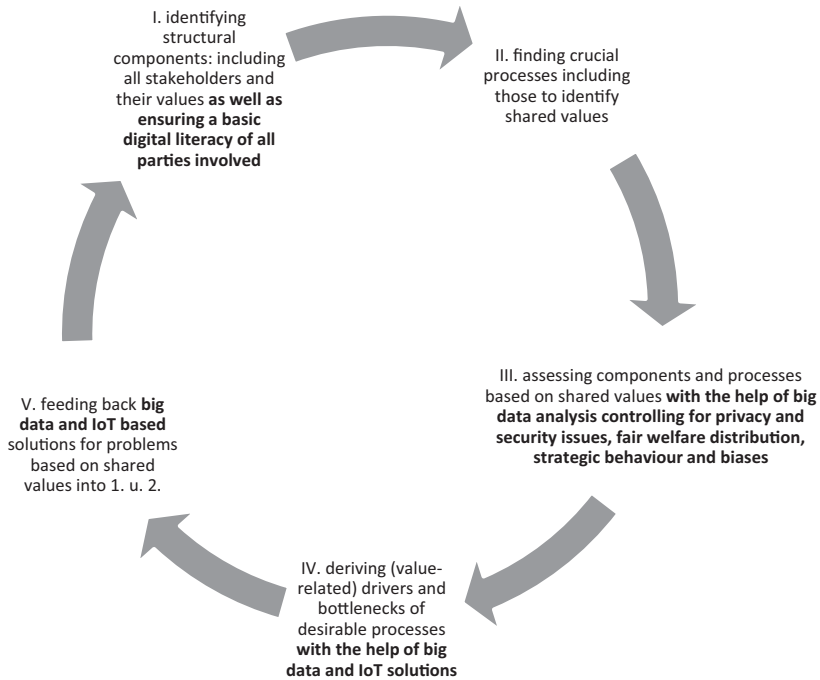 I. identifying
structural
components: including
all stakeholders and
their values as well as
ensuring a basic
digital literacy of all
parties involved
II. finding crucial
processes including
those to identify
shared values
III. assessing components and processes
based on shared values with the help of big
data analysis controlling for privacy and
security issues, fair welfare distribution,
strategic behaviour and biases
IV. deriving (value-
related) drivers and
bottlenecks of
desirable processes
with the help of big
data and IoT solutions
V. feeding back big
data and IoT based
solutions for problems
based on shared
values into 1. u. 2.